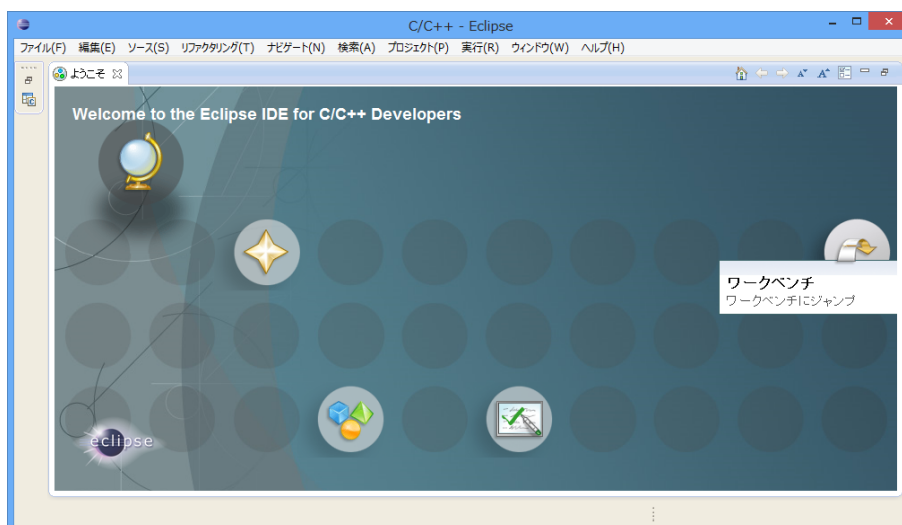 C/C++ - Eclipse
ファイル(F) 編集(E) ソース(S) リファクタリング(T) ナビゲート(N) 検索(A) プロジェクト(P) 実行(R) ウィンドウ(W) ヘルプ(H)
ようこそ
Welcome to the Eclipse IDE for C/C++ Developers
ワークベンチ
ワークベンチにジャンプ
eclipse